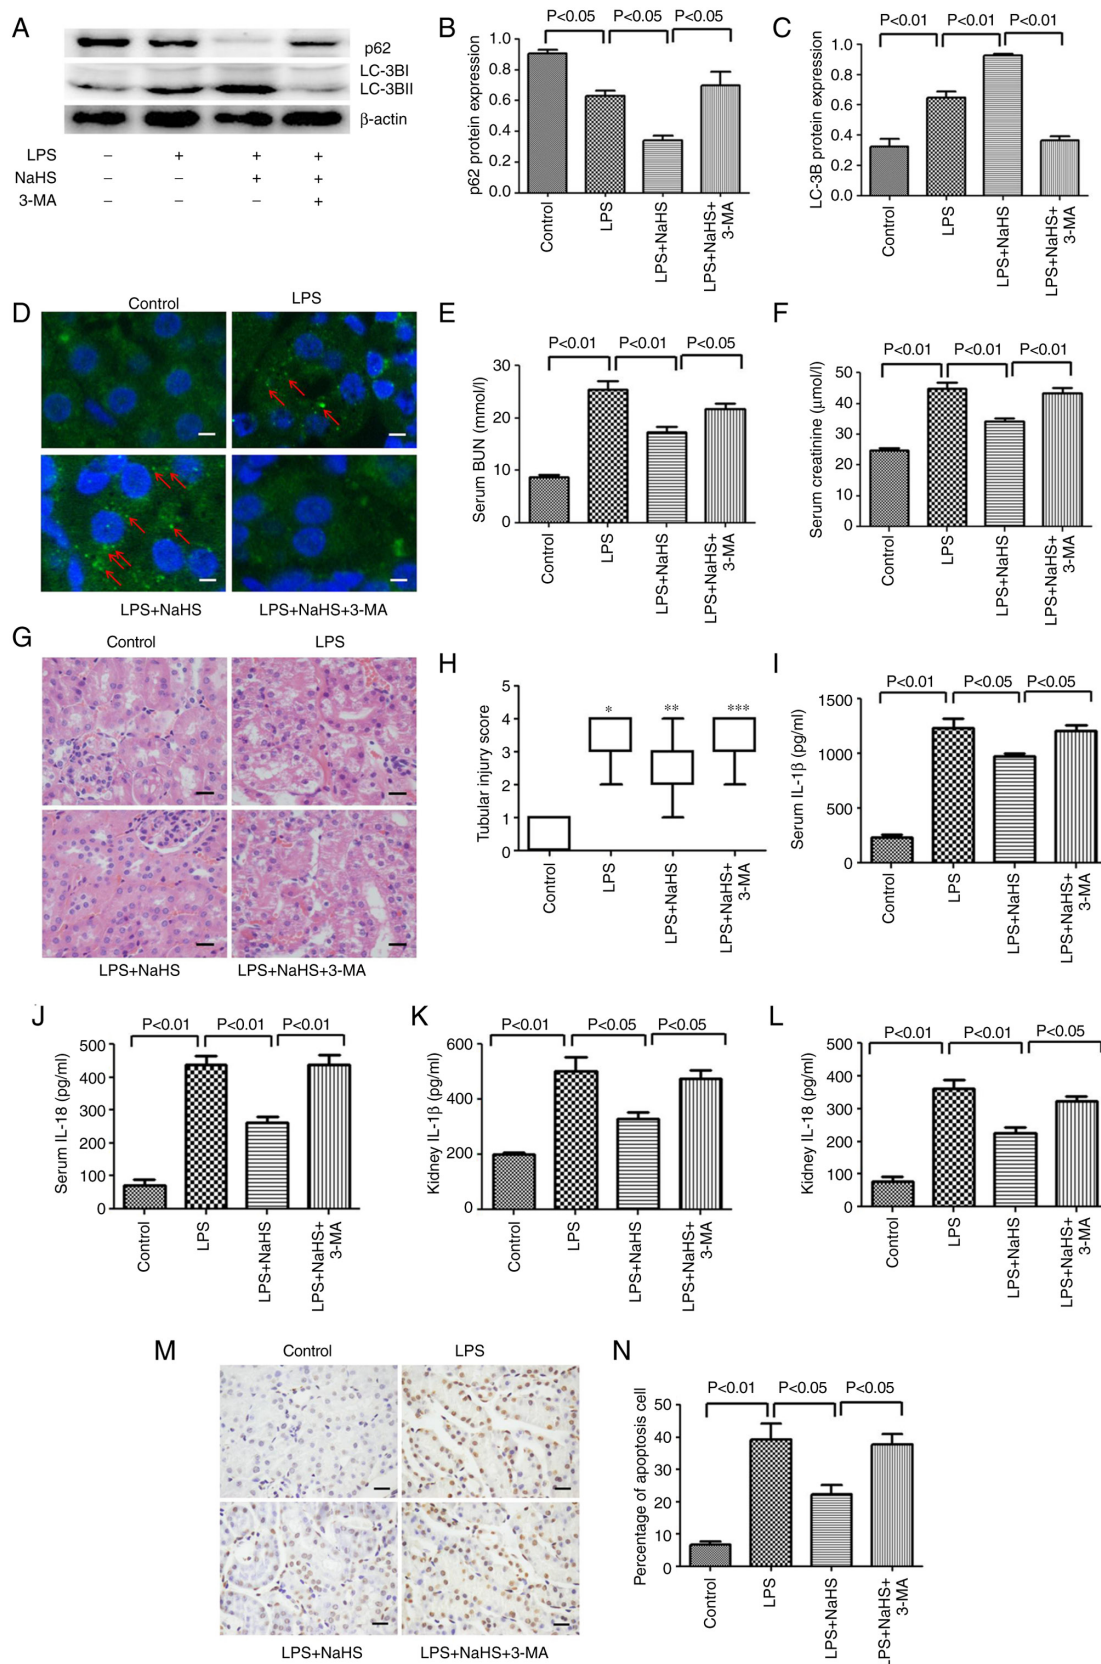 A
p62
LC-3BI
LC-3BII
β-actin
LPS – + + +
NaHS – – + +
3-MA – – – +
B
P<0.05 P<0.05 P<0.05
p62 protein expression
1.0
0.8
0.6
0.4
0.2
0.0
Control
LPS
LPS+NaHS
LPS+NaHS+
3-MA
C
P<0.01 P<0.01 P<0.01
LC-3B protein expression
1.0
0.8
0.6
0.4
0.2
0.0
Control
LPS
LPS+NaHS
LPS+NaHS+
3-MA
D
Control LPS
LPS+NaHS LPS+NaHS+3-MA
E
P<0.01 P<0.01 P<0.05
Serum BUN (mmol/l)
30
20
10
0
Control
LPS
LPS+NaHS
LPS+NaHS+
3-MA
F
P<0.01 P<0.01 P<0.01
Serum creatinine (μmol/l)
50
40
30
20
10
0
Control
LPS
LPS+NaHS
LPS+NaHS+
3-MA
G
Control LPS
LPS+NaHS LPS+NaHS+3-MA
H
Tubular injury score
5
4
3
2
1
0
* ** ***
Control
LPS
LPS+NaHS
LPS+NaHS+
3-MA
I
P<0.01 P<0.05 P<0.05
Serum IL-1β (pg/ml)
1500
1000
500
0
Control
LPS
LPS+NaHS
LPS+NaHS+
3-MA
J
P<0.01 P<0.01 P<0.01
Serum IL-18 (pg/ml)
500
400
300
200
100
0
Control
LPS
LPS+NaHS
LPS+NaHS+
3-MA
K
P<0.01 P<0.05 P<0.05
Kidney IL-1β (pg/ml)
600
400
200
0
Control
LPS
LPS+NaHS
LPS+NaHS+
3-MA
L
P<0.01 P<0.01 P<0.05
Kidney IL-18 (pg/ml)
500
400
300
200
100
0
Control
LPS
LPS+NaHS
LPS+NaHS+
3-MA
M
Control LPS
LPS+NaHS LPS+NaHS+3-MA
N
P<0.01 P<0.05 P<0.05
Percentage of apoptosis cell
50
40
30
20
10
0
Control
LPS
LPS+NaHS
LPS+NaHS+
3-MA